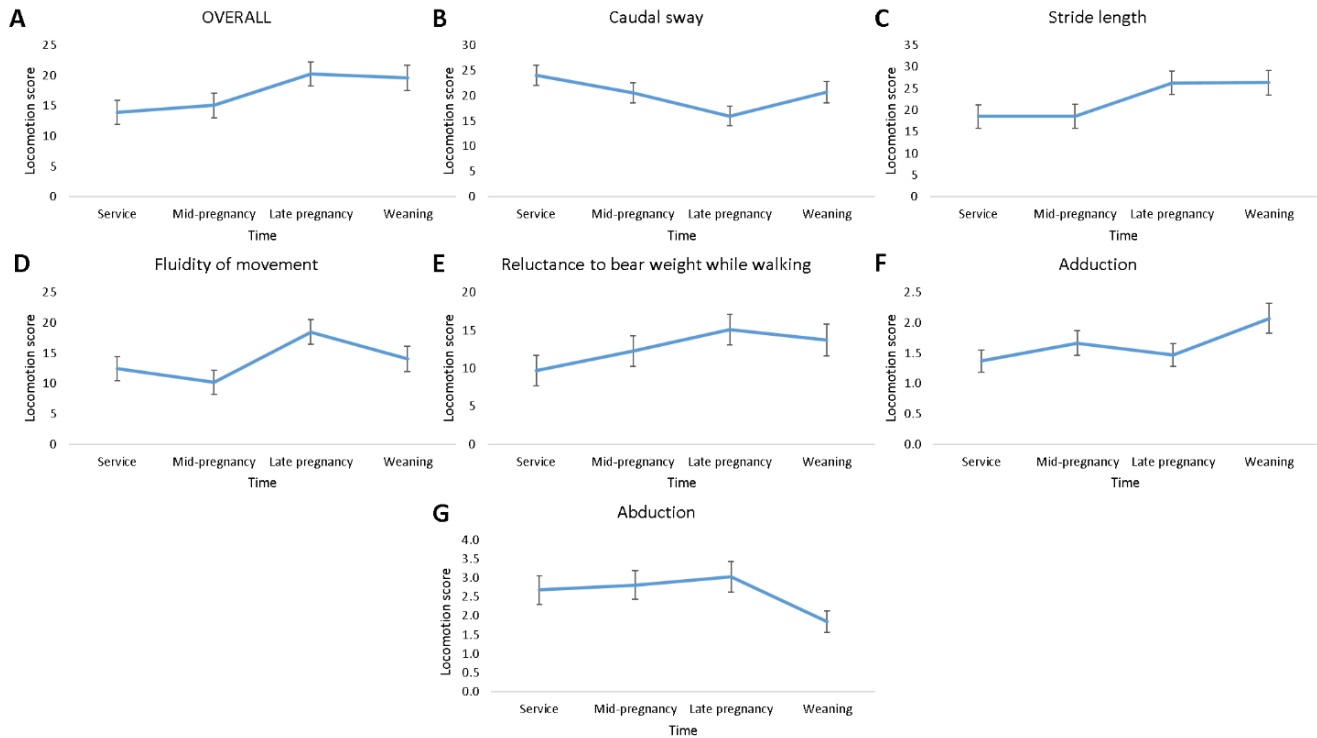 A
OVERALL
Locomotion score
25
20
15
10
5
0
Service Mid-pregnancy Late pregnancy Weaning
Time
B
Caudal sway
Locomotion score
30
25
20
15
10
5
0
Service Mid-pregnancy Late pregnancy Weaning
Time
C
Stride length
Locomotion score
35
30
25
20
15
10
5
0
Service Mid-pregnancy Late pregnancy Weaning
Time
D
Fluidity of movement
Locomotion score
25
20
15
10
5
0
Service Mid-pregnancy Late pregnancy Weaning
Time
E
Reluctance to bear weight while walking
Locomotion score
20
15
10
5
0
Service Mid-pregnancy Late pregnancy Weaning
Time
F
Adduction
Locomotion score
2.5
2.0
1.5
1.0
0.5
0.0
Service Mid-pregnancy Late pregnancy Weaning
Time
G
Abduction
Locomotion score
4.0
3.5
3.0
2.5
2.0
1.5
1.0
0.5
0.0
Service Mid-pregnancy Late pregnancy Weaning
Time